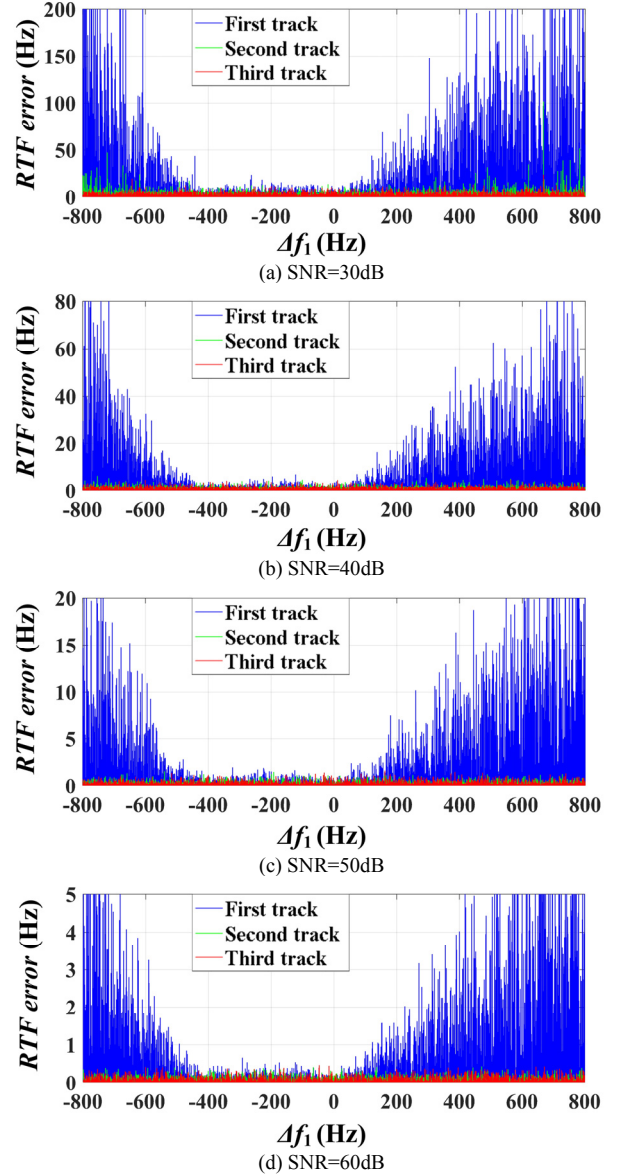 200
150
100
50
0
RTF error (Hz)
First track
Second track
Third track
-800 -600 -400 -200 0 200 400 600 800
Δf1 (Hz)
(a) SNR=30dB
80
60
40
20
0
RTF error (Hz)
First track
Second track
Third track
-800 -600 -400 -200 0 200 400 600 800
Δf1 (Hz)
(b) SNR=40dB
20
15
10
5
0
RTF error (Hz)
First track
Second track
Third track
-800 -600 -400 -200 0 200 400 600 800
Δf1 (Hz)
(c) SNR=50dB
5
4
3
2
1
0
RTF error (Hz)
First track
Second track
Third track
-800 -600 -400 -200 0 200 400 600 800
Δf1 (Hz)
(d) SNR=60dB